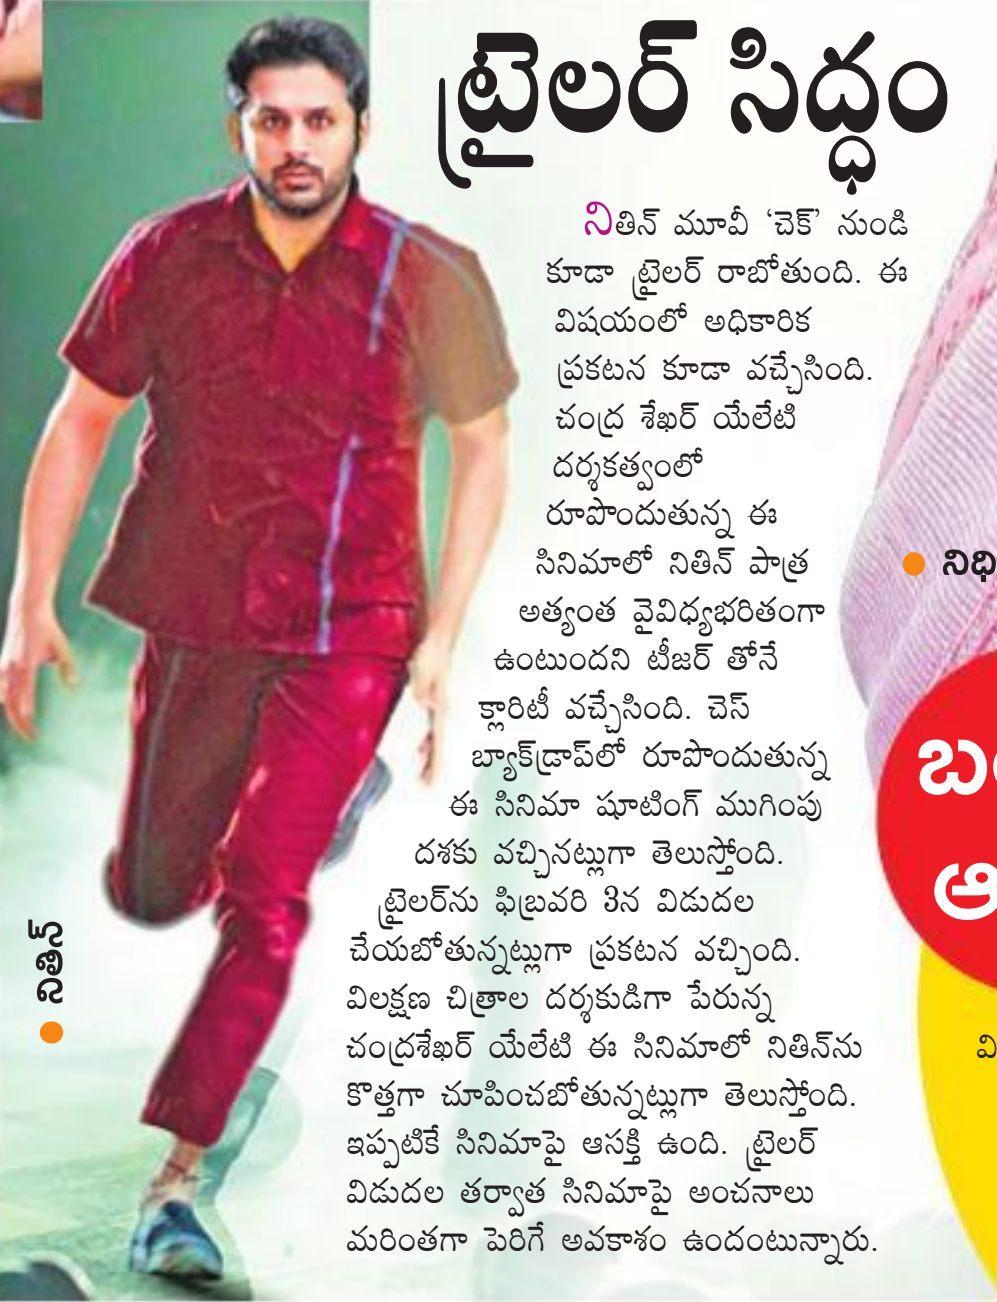 ట్రైలర్ సిద్ధం
నితిన్ మూవీ ‘చెక్’ నుండి
కూడా ట్రైలర్ రాబోతుంది. ఈ
విషయంలో అధికారిక
ప్రకటన కూడా వచ్చేసింది.
చంద్ర శేఖర్ యేలేటి
దర్శకత్వంలో
రూపొందుతున్న ఈ
సినిమాలో నితిన్ పాత్ర
అత్యంత వైవిధ్యభరితంగా
ఉంటుందని టీజర్ తోనే
క్లారిటీ వచ్చేసింది. చెస్
బ్యాక్‌డ్రాప్‌లో రూపొందుతున్న
ఈ సినిమా షూటింగ్ ముగింపు
దశకు వచ్చినట్లుగా తెలుస్తోంది.
ట్రైలర్‌ను ఫిబ్రవరి 3న విడుదల
చేయబోతున్నట్లుగా ప్రకటన వచ్చింది.
విలక్షణ చిత్రాల దర్శకుడిగా పేరున్న
చంద్రశేఖర్ యేలేటి ఈ సినిమాలో నితిన్‌ను
కొత్తగా చూపించబోతున్నట్లుగా తెలుస్తోంది.
ఇప్పటికే సినిమాపై ఆసక్తి ఉంది. ట్రైలర్
విడుదల తర్వాత సినిమాపై అంచనాలు
మరింతగా పెరిగే అవకాశం ఉందంటున్నారు.
నితిన్
నిధి
వి